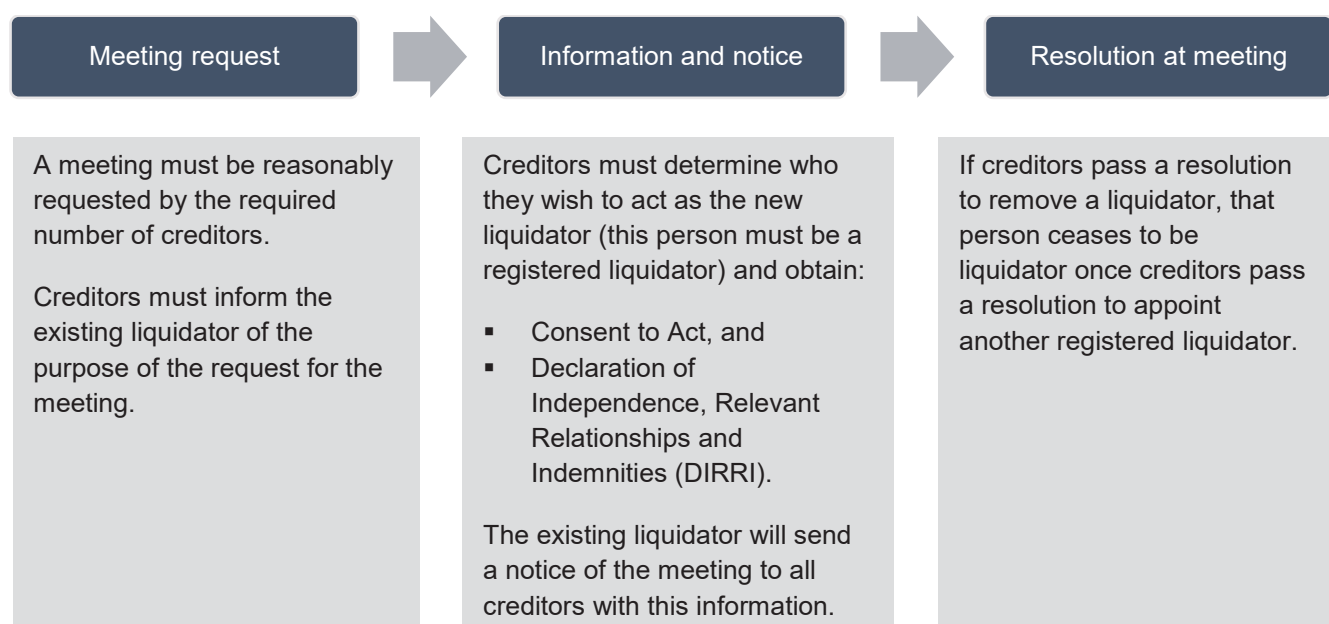 Meeting request
Information and notice
Resolution at meeting
A meeting must be reasonably
requested by the required
number of creditors.
Creditors must inform the
existing liquidator of the
purpose of the request for the
meeting.
Creditors must determine who
they wish to act as the new
liquidator (this person must be a
registered liquidator) and obtain:
▪ Consent to Act, and
▪ Declaration of
Independence, Relevant
Relationships and
Indemnities (DIRRI).
The existing liquidator will send
a notice of the meeting to all
creditors with this information.
If creditors pass a resolution
to remove a liquidator, that
person ceases to be
liquidator once creditors pass
a resolution to appoint
another registered liquidator.